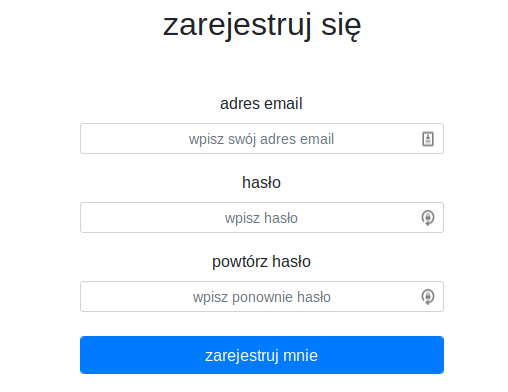 zarejestruj się
adres email
wpisz swój adres email
hasło
wpisz hasło
powtórz hasło
wpisz ponownie hasło
zarejestruj mnie